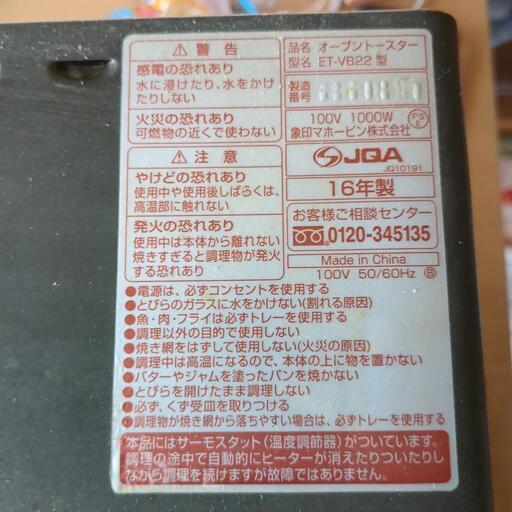 ⚠ 警告
感電の恐れあり
水に浸けたり、水をかけ
たりしない
火災の恐れあり
可燃物の近くで使わない
⚠ 注意
やけどの恐れあり
使用中や使用後しばらくは、
高温部に触れない
発火の恐れあり
使用中は本体から離れない
焼きすぎると調理物が発火
する恐れあり
品名 オーブントースター
型名 ET-VB22 型
製造
番号
100V 1000W
PS
E
象印マホービン株式会社
JQA
JQ10191
16年製
お客様ご相談センター
0120-345135
Made in China
100V 50/60Hz Ⓑ
●電源は、必ずコンセントを使用する
●とびらのガラスに水をかけない(割れる原因)
●魚・肉・フライは必ずトレーを使用する
●調理以外の目的で使用しない
●焼き網をはずして使用しない(火災の原因)
●調理中は高温になるので、本体の上に物を置かない
●バターやジャムを塗ったパンを焼かない
●とびらを開けたまま調理しない
●必ず、くず受皿を取りつける
●調理物が焼き網から落ちやすい場合は、必ずトレーを使用する
本品にはサーモスタット(温度調節器)がついています。
調理の途中で自動的にヒーターが消えたりついたりし
ながら調理を続けますが故障ではありません。